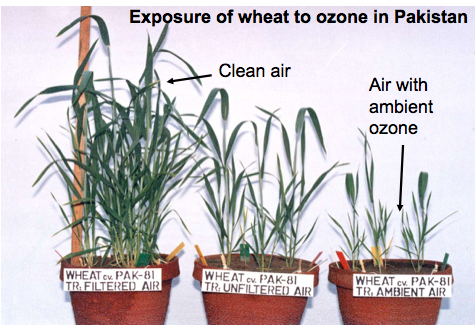 Exposure of wheat to ozone in Pakistan
Clean air
Air with
ambient
ozone
WHEAT cv. PAK-81
TR: FILTERED AIR
WHEAT cv. PAK-81
TR: UNFILTERED AIR
WHEAT cv. PAK-81
TR: AMBIENT AIR